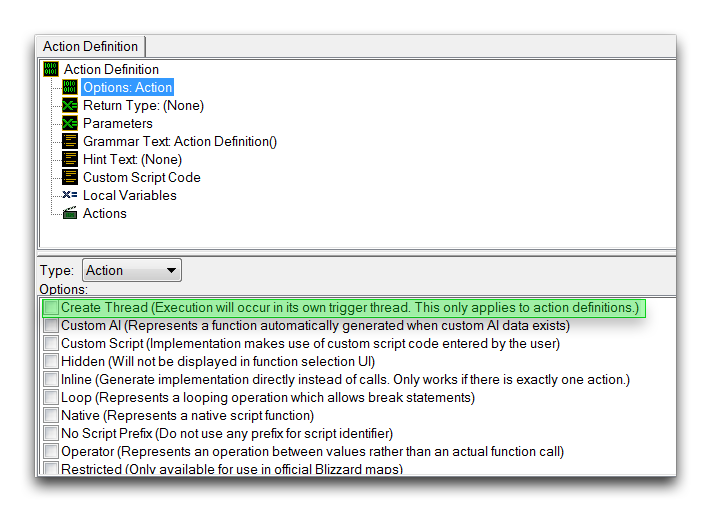 Action Definition
Action Definition
Options: Action
Return Type: (None)
Parameters
Grammar Text: Action Definition()
Hint Text: (None)
Custom Script Code
Local Variables
Actions
Type: Action
Options:
Create Thread (Execution will occur in its own trigger thread. This only applies to action definitions.)
Custom AI (Represents a function automatically generated when custom AI data exists)
Custom Script (Implementation makes use of custom script code entered by the user)
Hidden (Will not be displayed in function selection UI)
Inline (Generate implementation directly instead of calls. Only works if there is exactly one action.)
Loop (Represents a looping operation which allows break statements)
Native (Represents a native script function)
No Script Prefix (Do not use any prefix for script identifier)
Operator (Represents an operation between values rather than an actual function call)
Restricted (Only available for use in official Blizzard maps)